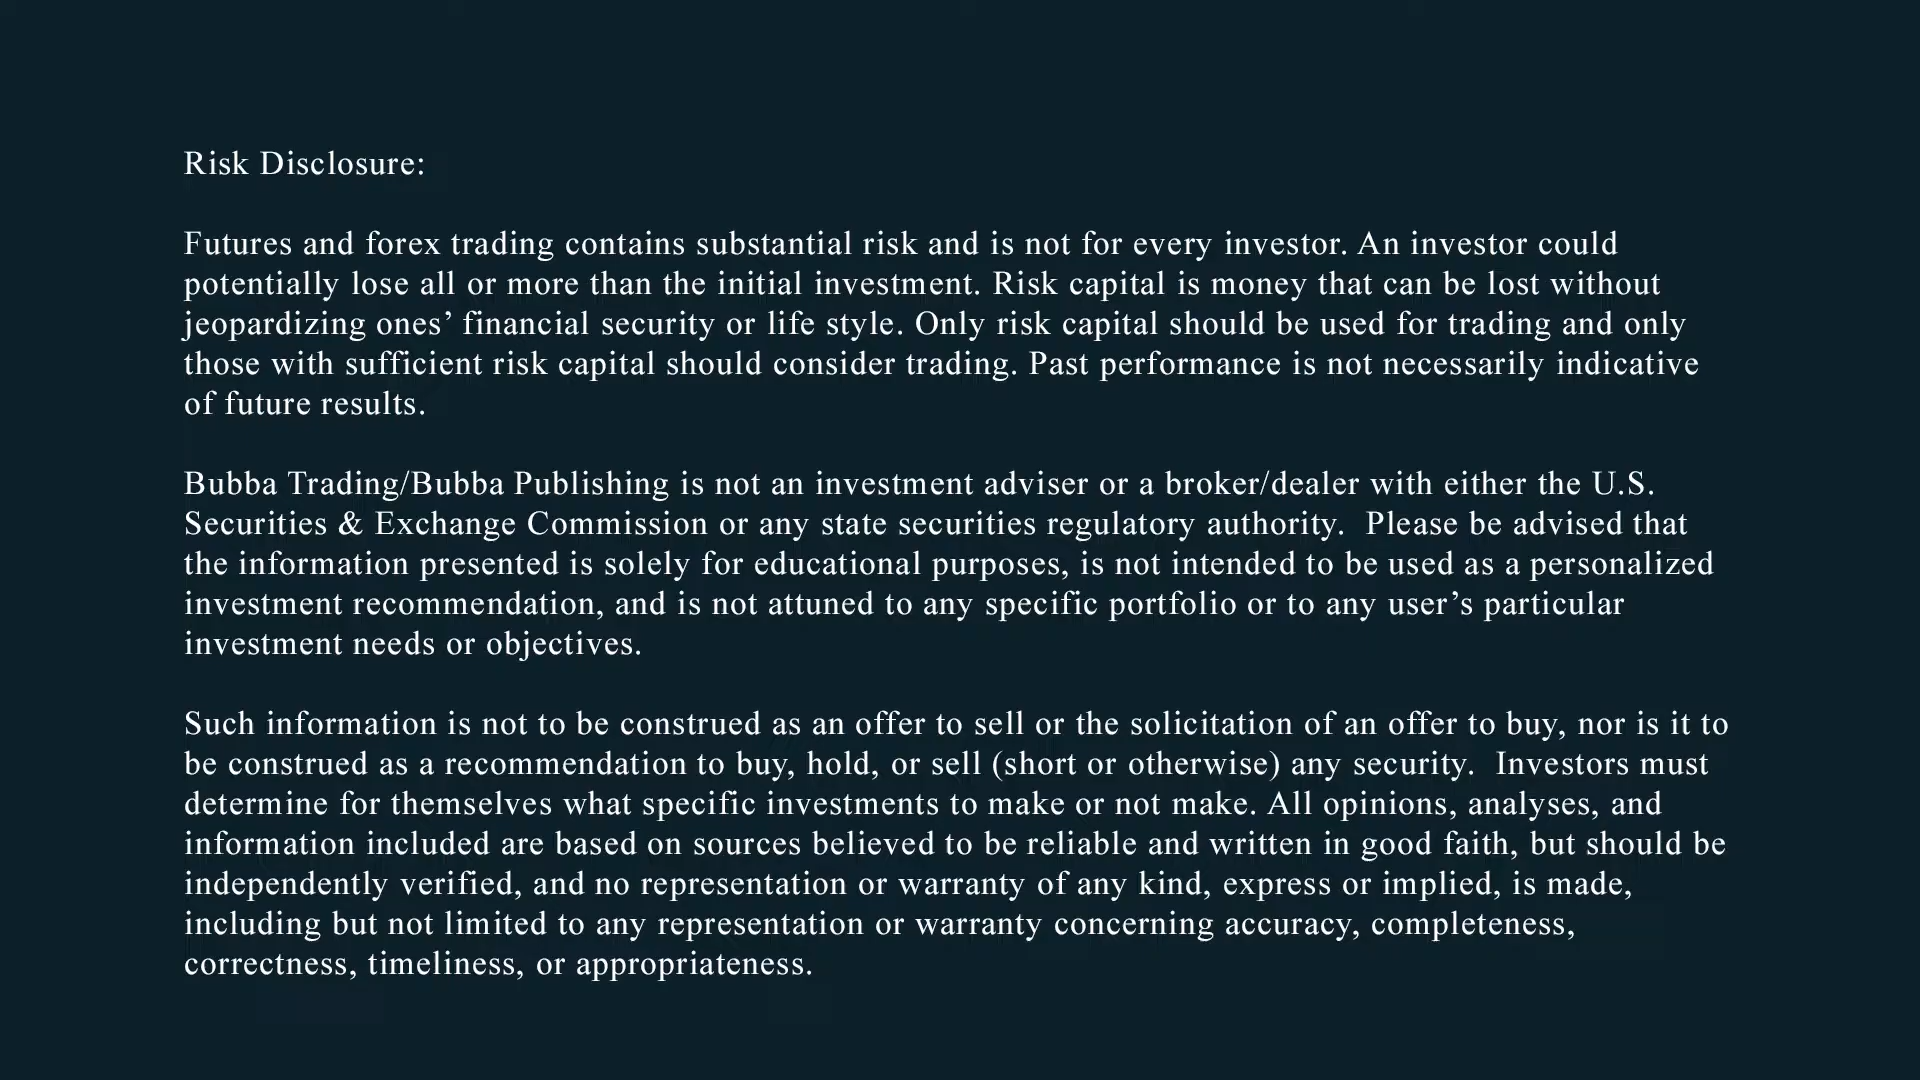 Risk Disclosure:
Futures and forex trading contains substantial risk and is not for every investor. An investor could
potentially lose all or more than the initial investment. Risk capital is money that can be lost without
jeopardizing ones’ financial security or life style. Only risk capital should be used for trading and only
those with sufficient risk capital should consider trading. Past performance is not necessarily indicative
of future results.
Bubba Trading/Bubba Publishing is not an investment adviser or a broker/dealer with either the U.S.
Securities & Exchange Commission or any state securities regulatory authority.  Please be advised that
the information presented is solely for educational purposes, is not intended to be used as a personalized
investment recommendation, and is not attuned to any specific portfolio or to any user’s particular
investment needs or objectives.
Such information is not to be construed as an offer to sell or the solicitation of an offer to buy, nor is it to
be construed as a recommendation to buy, hold, or sell (short or otherwise) any security.  Investors must
determine for themselves what specific investments to make or not make. All opinions, analyses, and
information included are based on sources believed to be reliable and written in good faith, but should be
independently verified, and no representation or warranty of any kind, express or implied, is made,
including but not limited to any representation or warranty concerning accuracy, completeness,
correctness, timeliness, or appropriateness.